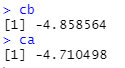 > cb
[1] -4.858564
> ca
[1] -4.710498